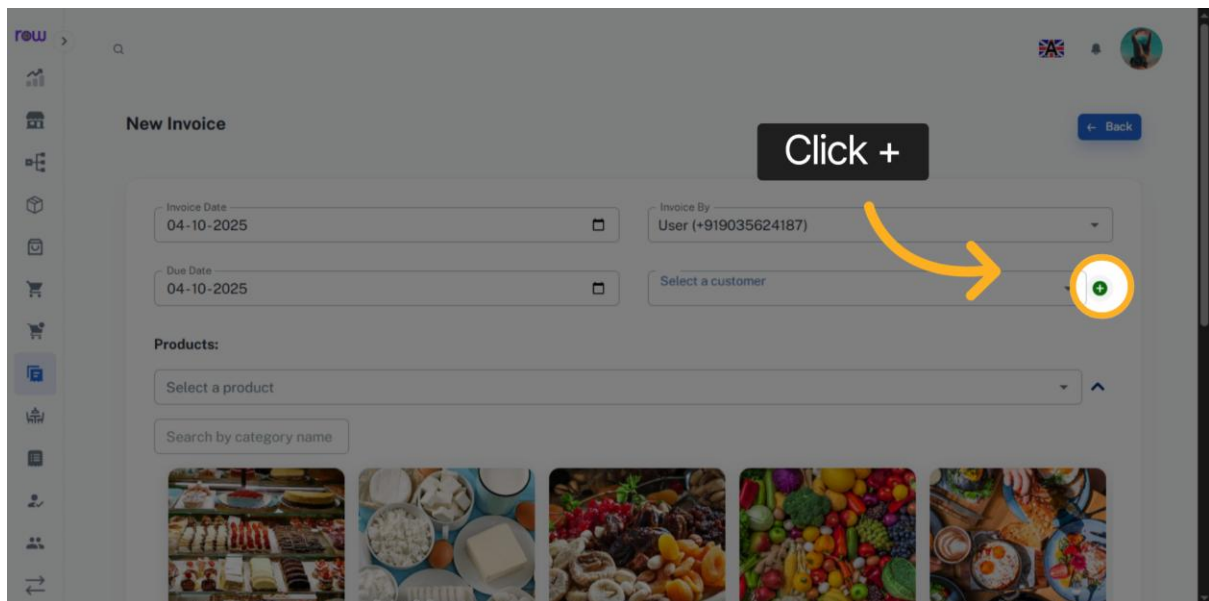 row
New Invoice
← Back
Click +
Invoice Date
04-10-2025
Invoice By
User (+919035624187)
Due Date
04-10-2025
Select a customer
Products:
Select a product
Search by category name